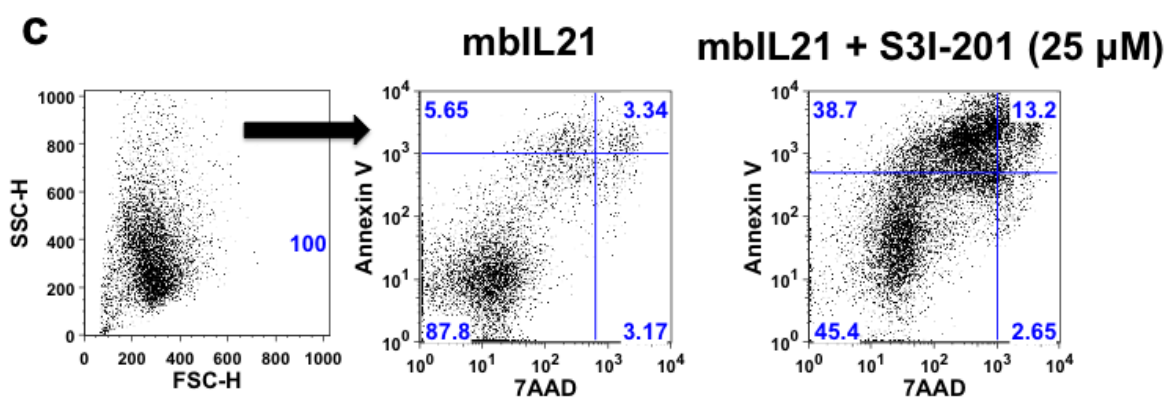 c
mbIL21
mbIL21 + S3I-201 (25 µM)
1000
800
600
400
200
0
SSC-H
100
0 200 400 600 800 1000
FSC-H
10⁴
10³
10²
10¹
10⁰
Annexin V
5.65 3.34
87.8 3.17
10⁰ 10¹ 10² 10³ 10⁴
7AAD
10⁴
10³
10²
10¹
10⁰
Annexin V
38.7 13.2
45.4 2.65
10⁰ 10¹ 10² 10³ 10⁴
7AAD